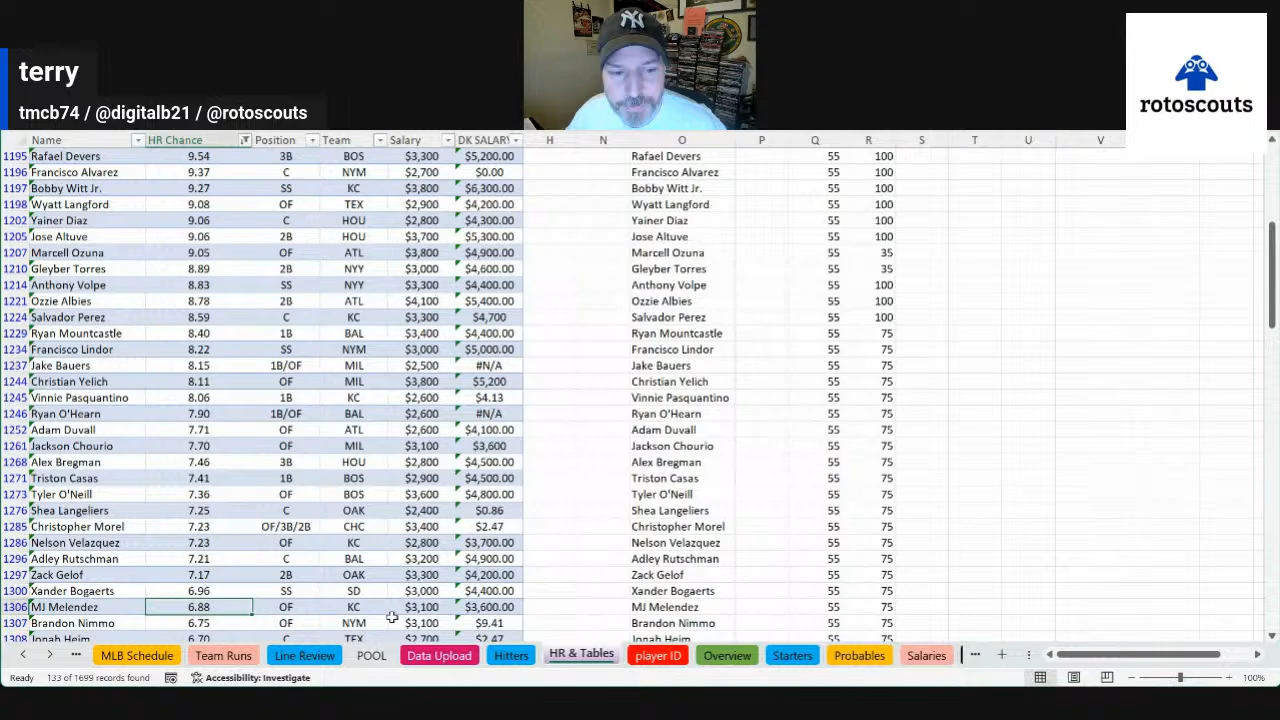 terry
tmcb74 / @digitalb21 / @rotoscouts
rotoscouts
Name HR Chance Position Team Salary DK SALARY H N O P Q R S T U V
1195 Rafael Devers 9.54 3B BOS $3,300 $5,200.00 Rafael Devers 55 100
1196 Francisco Alvarez 9.37 C NYM $2,700 $0.00 Francisco Alvarez 55 100
1197 Bobby Witt Jr. 9.27 SS KC $3,800 $6,300.00 Bobby Witt Jr. 55 100
1198 Wyatt Langford 9.08 OF TEX $2,900 $4,200.00 Wyatt Langford 55 100
1202 Yainer Diaz 9.06 C HOU $2,800 $4,300.00 Yainer Diaz 55 100
1205 Jose Altuve 9.06 2B HOU $3,700 $5,300.00 Jose Altuve 55 100
1207 Marcell Ozuna 9.05 OF ATL $3,800 $4,900.00 Marcell Ozuna 55 35
1210 Gleyber Torres 8.89 2B NYY $3,000 $4,600.00 Gleyber Torres 55 35
1214 Anthony Volpe 8.83 SS NYY $3,300 $4,400.00 Anthony Volpe 55 100
1221 Ozzie Albies 8.78 2B ATL $4,100 $5,400.00 Ozzie Albies 55 100
1224 Salvador Perez 8.59 C KC $3,300 $4,700 Salvador Perez 55 100
1229 Ryan Mountcastle 8.40 1B BAL $3,400 $4,400.00 Ryan Mountcastle 55 75
1234 Francisco Lindor 8.22 SS NYM $3,000 $5,000.00 Francisco Lindor 55 75
1237 Jake Bauers 8.15 1B/OF MIL $2,500 #N/A Jake Bauers 55 75
1244 Christian Yelich 8.11 OF MIL $3,800 $5,200 Christian Yelich 55 75
1245 Vinnie Pasquantino 8.06 1B KC $2,600 $4.13 Vinnie Pasquantino 55 75
1246 Ryan O'Hearn 7.90 1B/OF BAL $2,600 #N/A Ryan O'Hearn 55 75
1252 Adam Duvall 7.71 OF ATL $2,600 $4,100.00 Adam Duvall 55 75
1261 Jackson Chourio 7.70 OF MIL $3,100 $3,600 Jackson Chourio 55 75
1268 Alex Bregman 7.46 3B HOU $2,800 $4,500.00 Alex Bregman 55 75
1271 Triston Casas 7.41 1B BOS $2,900 $4,500.00 Triston Casas 55 75
1273 Tyler O'Neill 7.36 OF BOS $3,600 $4,800.00 Tyler O'Neill 55 75
1276 Shea Langeliers 7.25 C OAK $2,400 $0.86 Shea Langeliers 55 75
1285 Christopher Morel 7.23 OF/3B/2B CHC $3,400 $2.47 Christopher Morel 55 75
1286 Nelson Velazquez 7.23 OF KC $2,800 $3,700.00 Nelson Velazquez 55 75
1296 Adley Rutschman 7.21 C BAL $3,200 $4,900.00 Adley Rutschman 55 75
1297 Zack Gelof 7.17 2B OAK $3,300 $4,200.00 Zack Gelof 55 75
1300 Xander Bogaerts 6.96 SS SD $3,000 $4,400.00 Xander Bogaerts 55 75
1306 MJ Melendez 6.88 OF KC $3,100 $3,600.00 MJ Melendez 55 75
1307 Brandon Nimmo 6.75 OF NYM $3,100 $9.41 Brandon Nimmo 55 75
1308 Jonah Heim 6.70 C TEX $2,700 $2.47 Jonah Heim 55 75
MLB Schedule Team Runs Line Review POOL Data Upload Hitters HR & Tables player ID Overview Starters Probables Salaries
Ready 133 of 1699 records found Accessibility: Investigate 100%